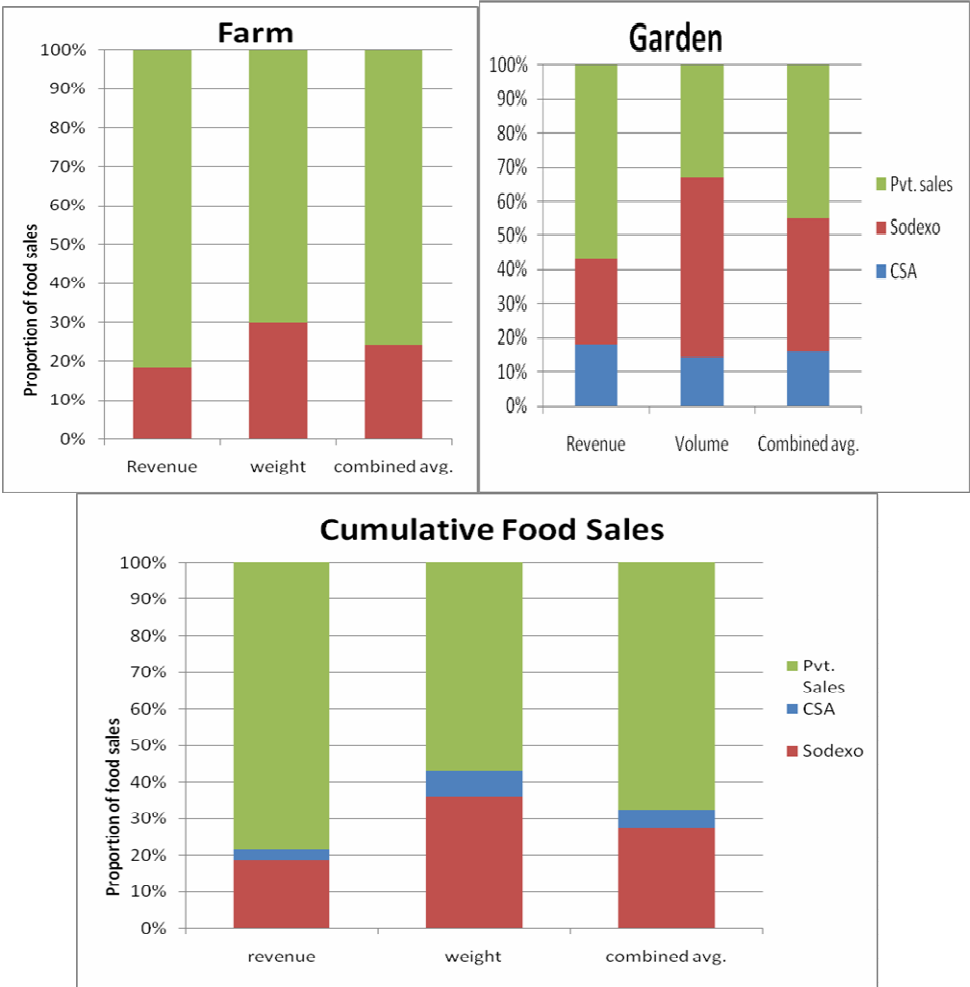 Farm
100%
90%
80%
70%
60%
50%
40%
30%
20%
10%
0%
Proportion of food sales
Revenue weight combined avg.
Garden
100%
90%
80%
70%
60%
50%
40%
30%
20%
10%
0%
Revenue Volume Combined avg.
Pvt. sales
Sodexo
CSA
Cumulative Food Sales
100%
90%
80%
70%
60%
50%
40%
30%
20%
10%
0%
Proportion of food sales
revenue weight combined avg.
Pvt.
Sales
CSA
Sodexo